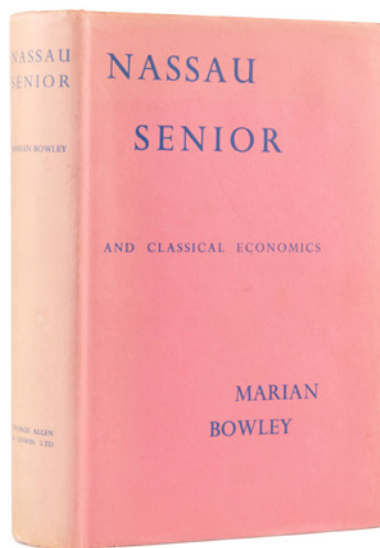 NASSAU
SENIOR
MARIAN BOWLEY
GEORGE ALLEN
& UNWIN LTD
NASSAU
SENIOR
AND CLASSICAL ECONOMICS
MARIAN
BOWLEY